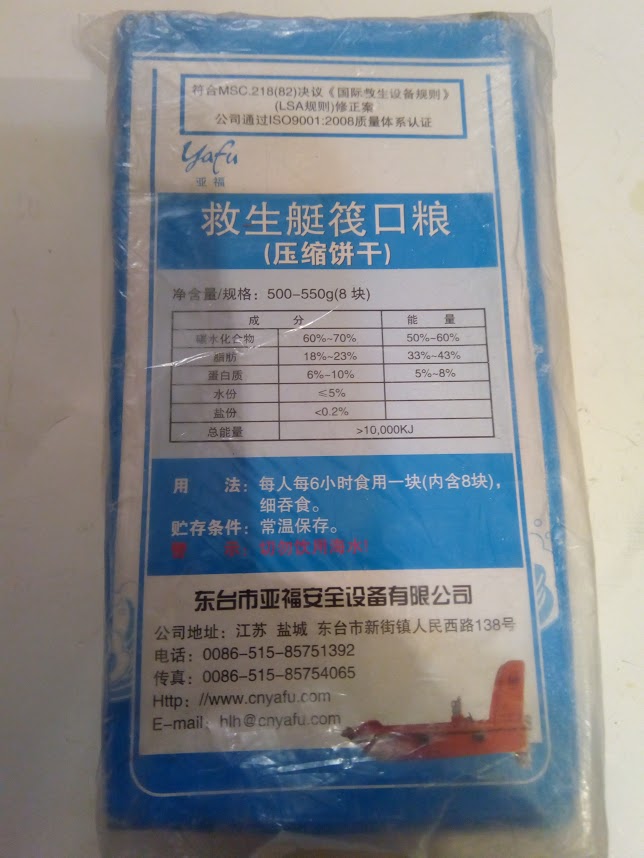 符合MSC.218(82)决议《国际救生设备规则》
(LSA规则)修正案
公司通过ISO9001:2008质量体系认证
Yafu
亚福
救生艇筏口粮
(压缩饼干)
净含量/规格：500-550g(8 块)
成 分 能 量
碳水化合物 60%~70% 50%~60%
脂肪 18%~23% 33%~43%
蛋白质 6%~10% 5%~8%
水份 ≤5%
盐份 <0.2%
总能量 >10,000KJ
用 法：每人每6小时食用一块(内含8块)，
细吞食。
贮存条件：常温保存。
切勿饮用海水!
东台市亚福安全设备有限公司
公司地址：江苏 盐城 东台市新街镇人民西路138号
电话：0086-515-85751392
传真：0086-515-85754065
Http：//www.cnyafu.com
E-mail：hlh@cnyafu.com